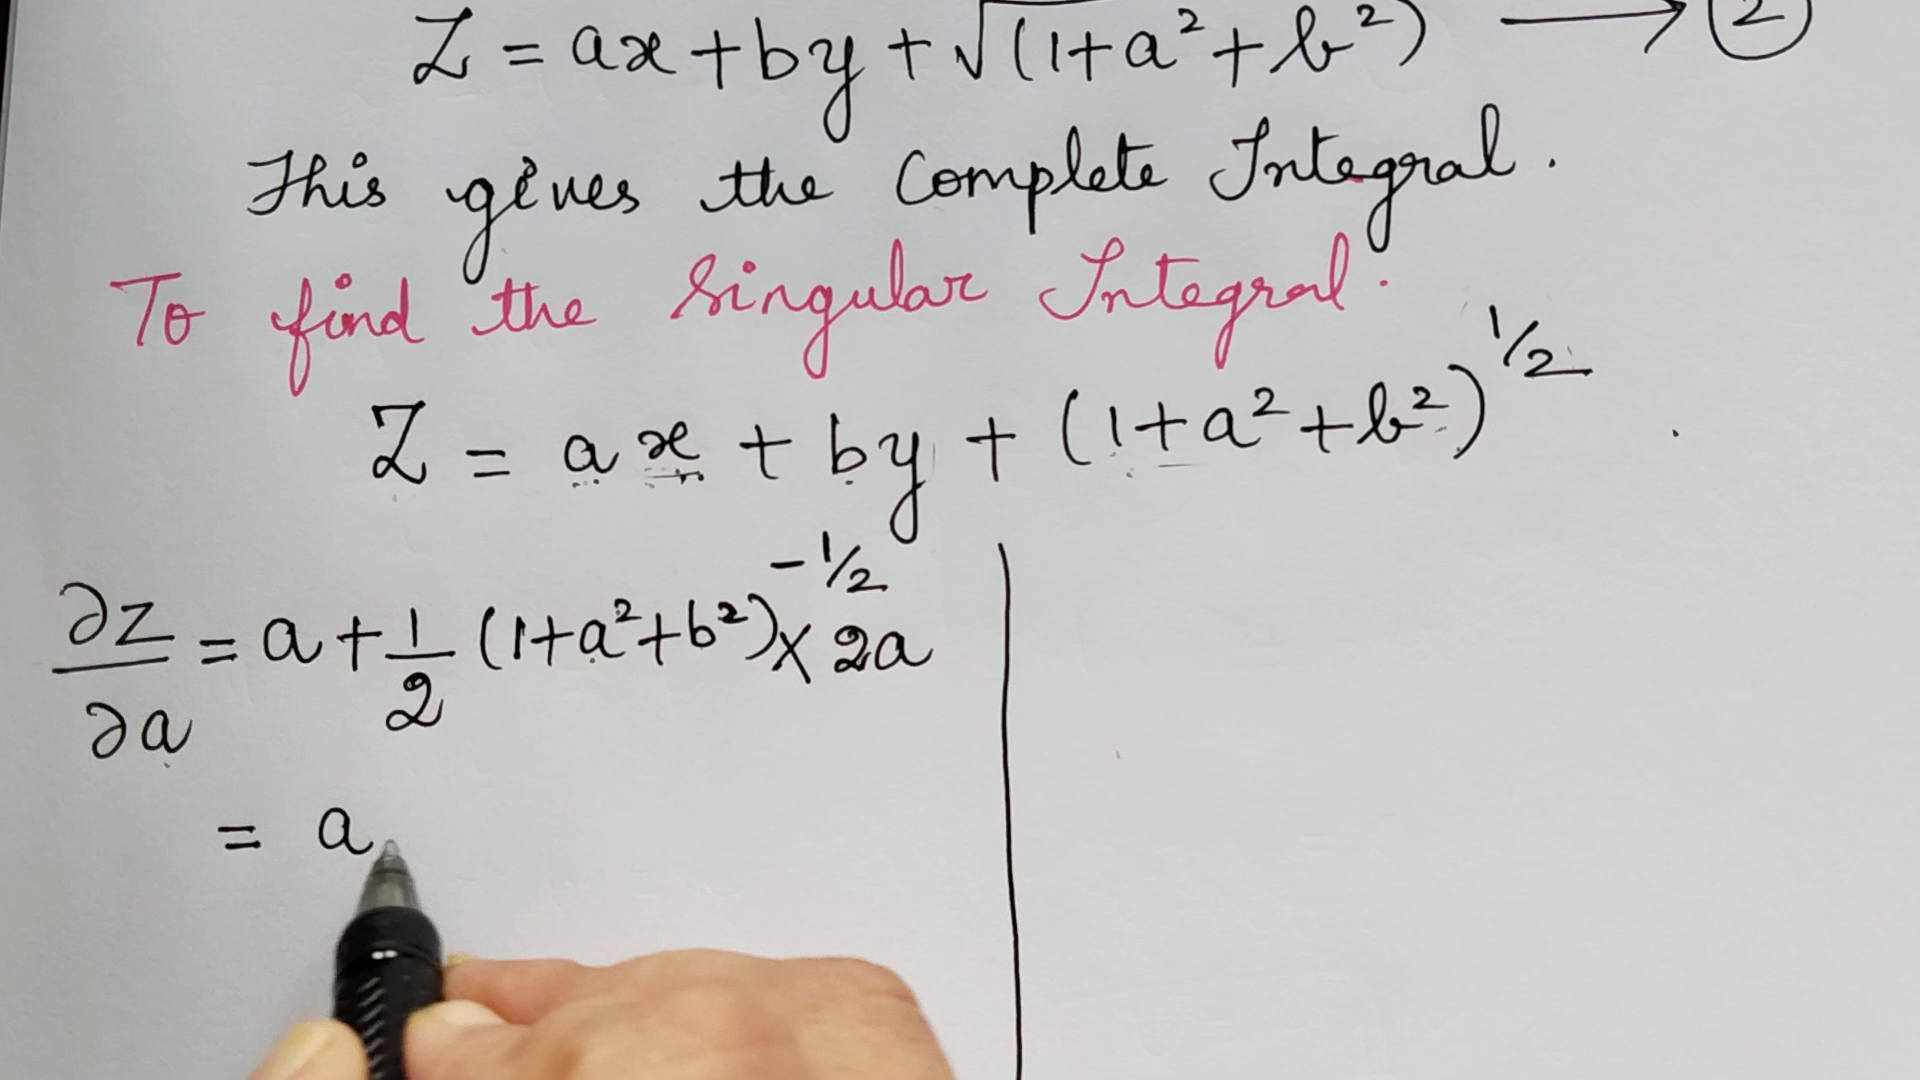 Z = ax + by + √(1+a²+b²) → ②
This gives the Complete Integral.
To find the Singular Integral.
Z = ax + by + (1+a²+b²)^1/2
∂z/∂a = a + 1/2 (1+a²+b²)^-1/2 × 2a
= a